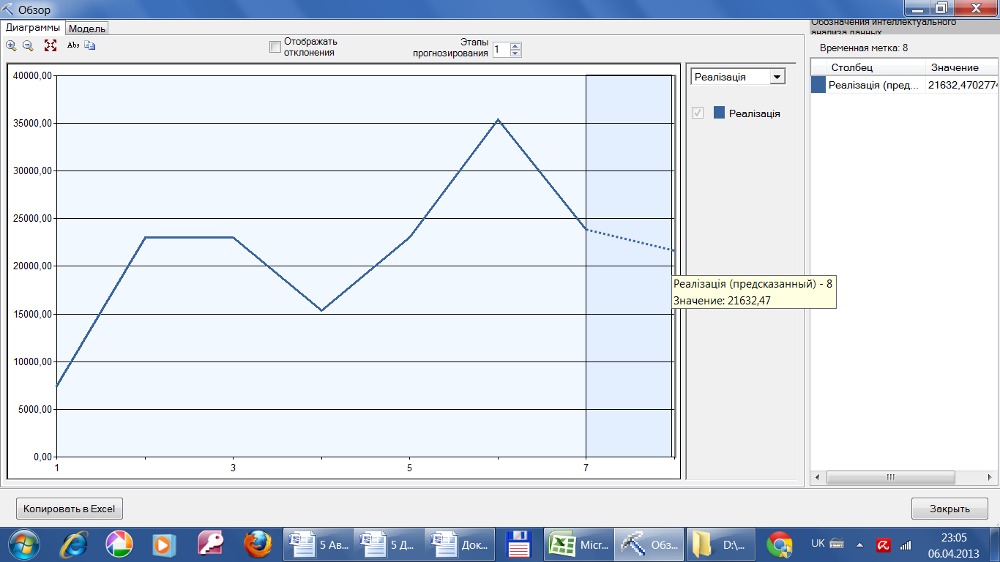 Обзор
Диаграммы
Модель
Обозначения интеллектуального
анализа данных
Abs
Отображать
отклонения
Этапы
прогнозирования
1
Временная метка: 8
Столбец
Значение
Реализація (пред...
21632,4702774
40000,00
35000,00
30000,00
25000,00
20000,00
15000,00
10000,00
5000,00
0,00
1
3
5
7
Реализація
Реалізація
Реалізація (предсказанный) - 8
Значение: 21632,47
Копировать в Excel
Закрыть
5 Ав...
5 Д...
Док...
Micr...
Обз...
D:\...
UK
23:05
06.04.2013